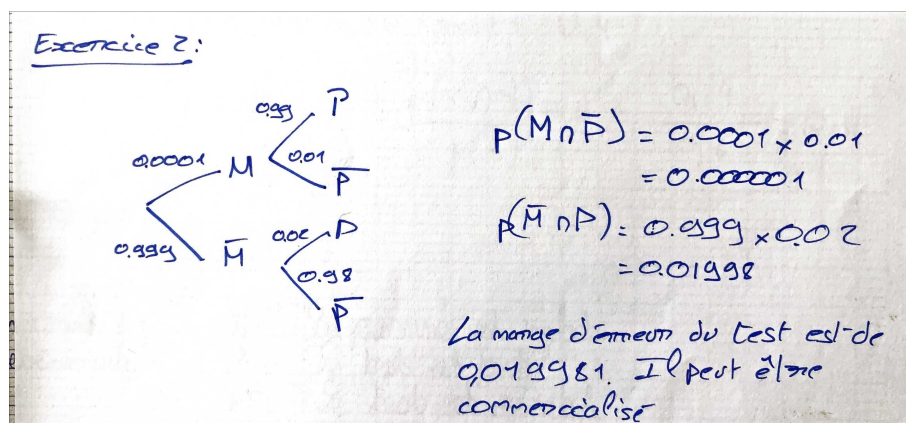 Exercice 2:
0.99 P
0.0001 M
0.01 P̅
0.999 M̅
0.02 P
0.98 P̅
p(M∩P̅) = 0.0001 × 0.01
= 0.000001
p(M̅∩P) = 0.999 × 0.02
= 0.01998
La marge d'erreur du test est de
0,019981. Il peut être
commercialisé